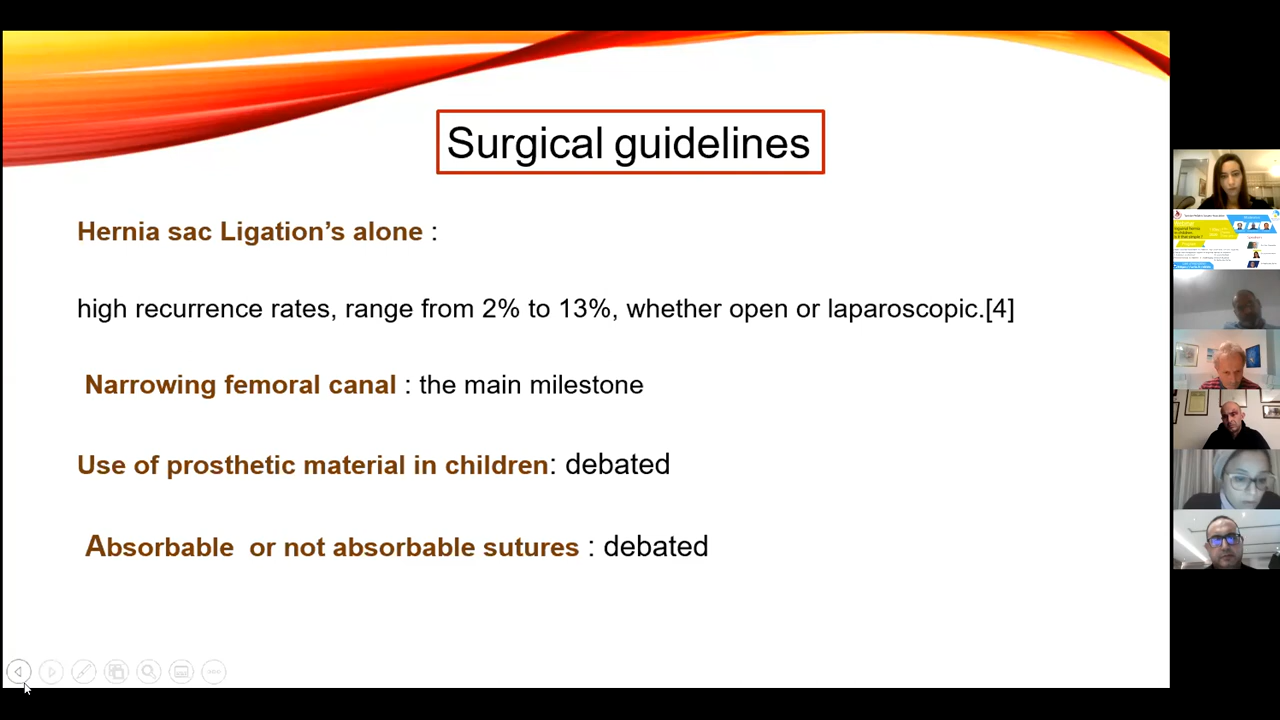 Surgical guidelines
Hernia sac Ligation’s alone :
high recurrence rates, range from 2% to 13%, whether open or laparoscopic.[4]
Narrowing femoral canal : the main milestone
Use of prosthetic material in children: debated
Absorbable or not absorbable sutures : debated